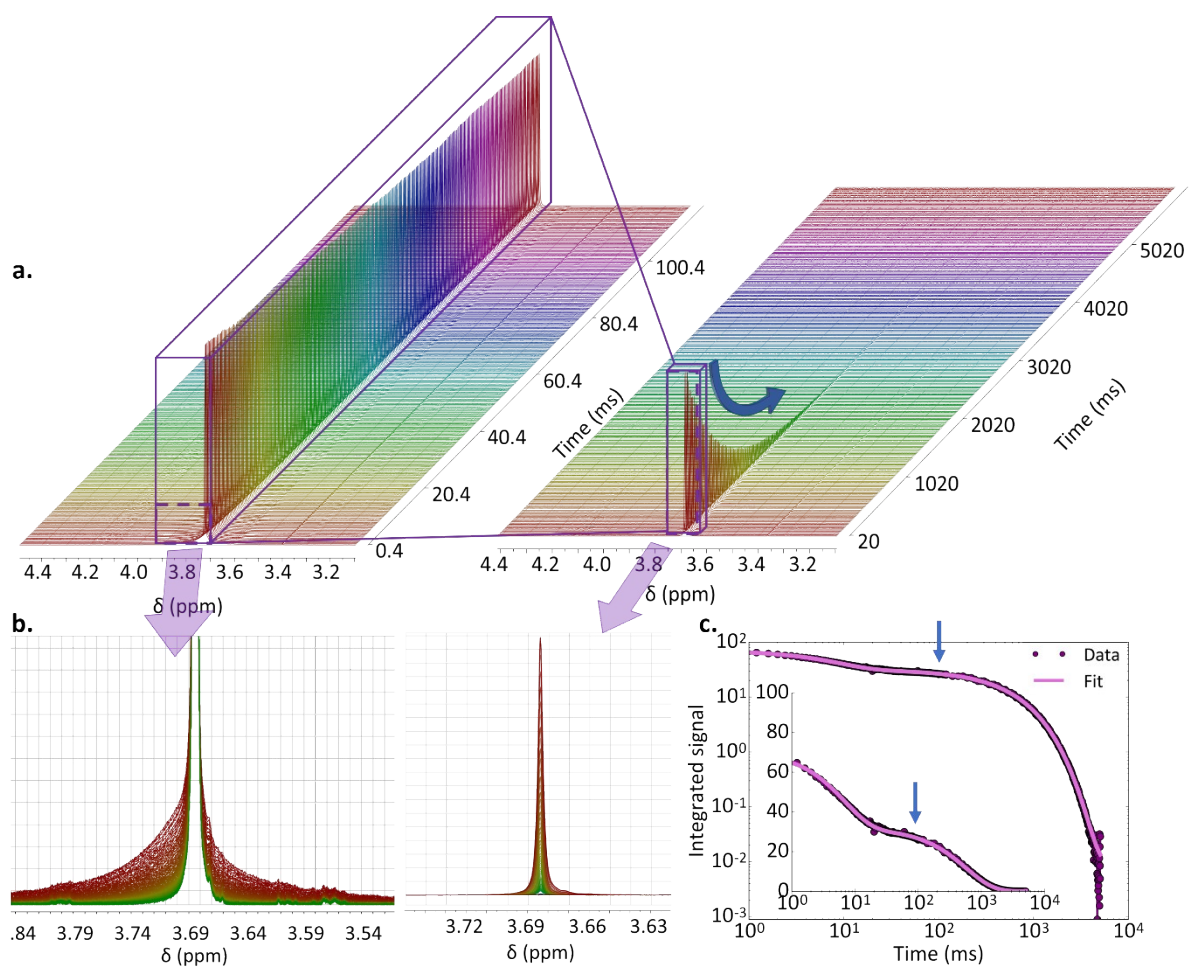 a.
100.4
80.4
60.4
40.4
20.4
0.4
Time (ms)
4.4 4.2 4.0 3.8 3.6 3.4 3.2
δ (ppm)
5020
4020
3020
2020
1020
20
Time (ms)
4.4 4.2 4.0 3.8 3.6 3.4 3.2
δ (ppm)
b.
.84 3.79 3.74 3.69 3.64 3.59 3.54
δ (ppm)
3.72 3.69 3.66 3.63
δ (ppm)
c.
Integrated signal
10²
10¹
10⁰
10⁻¹
10⁻²
10⁻³
Data
Fit
100
80
60
40
20
0
10⁰ 10¹ 10² 10³ 10⁴
10⁰ 10¹ 10² 10³ 10⁴
Time (ms)